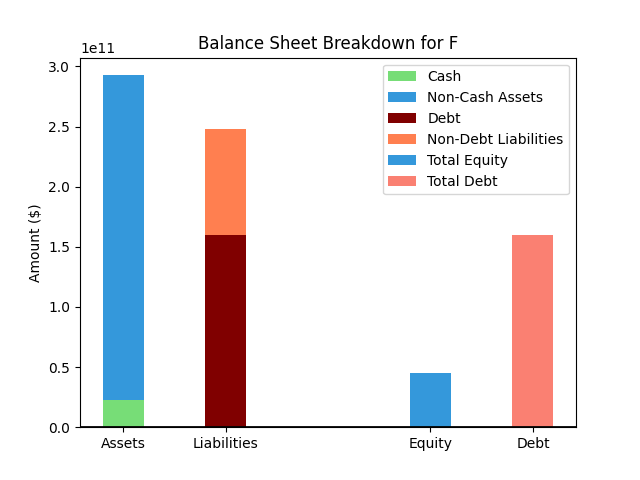 Balance Sheet Breakdown for F
1e11
3.0
2.5
2.0
1.5
1.0
0.5
0.0
Amount ($)
Cash
Non-Cash Assets
Debt
Non-Debt Liabilities
Total Equity
Total Debt
Assets
Liabilities
Equity
Debt